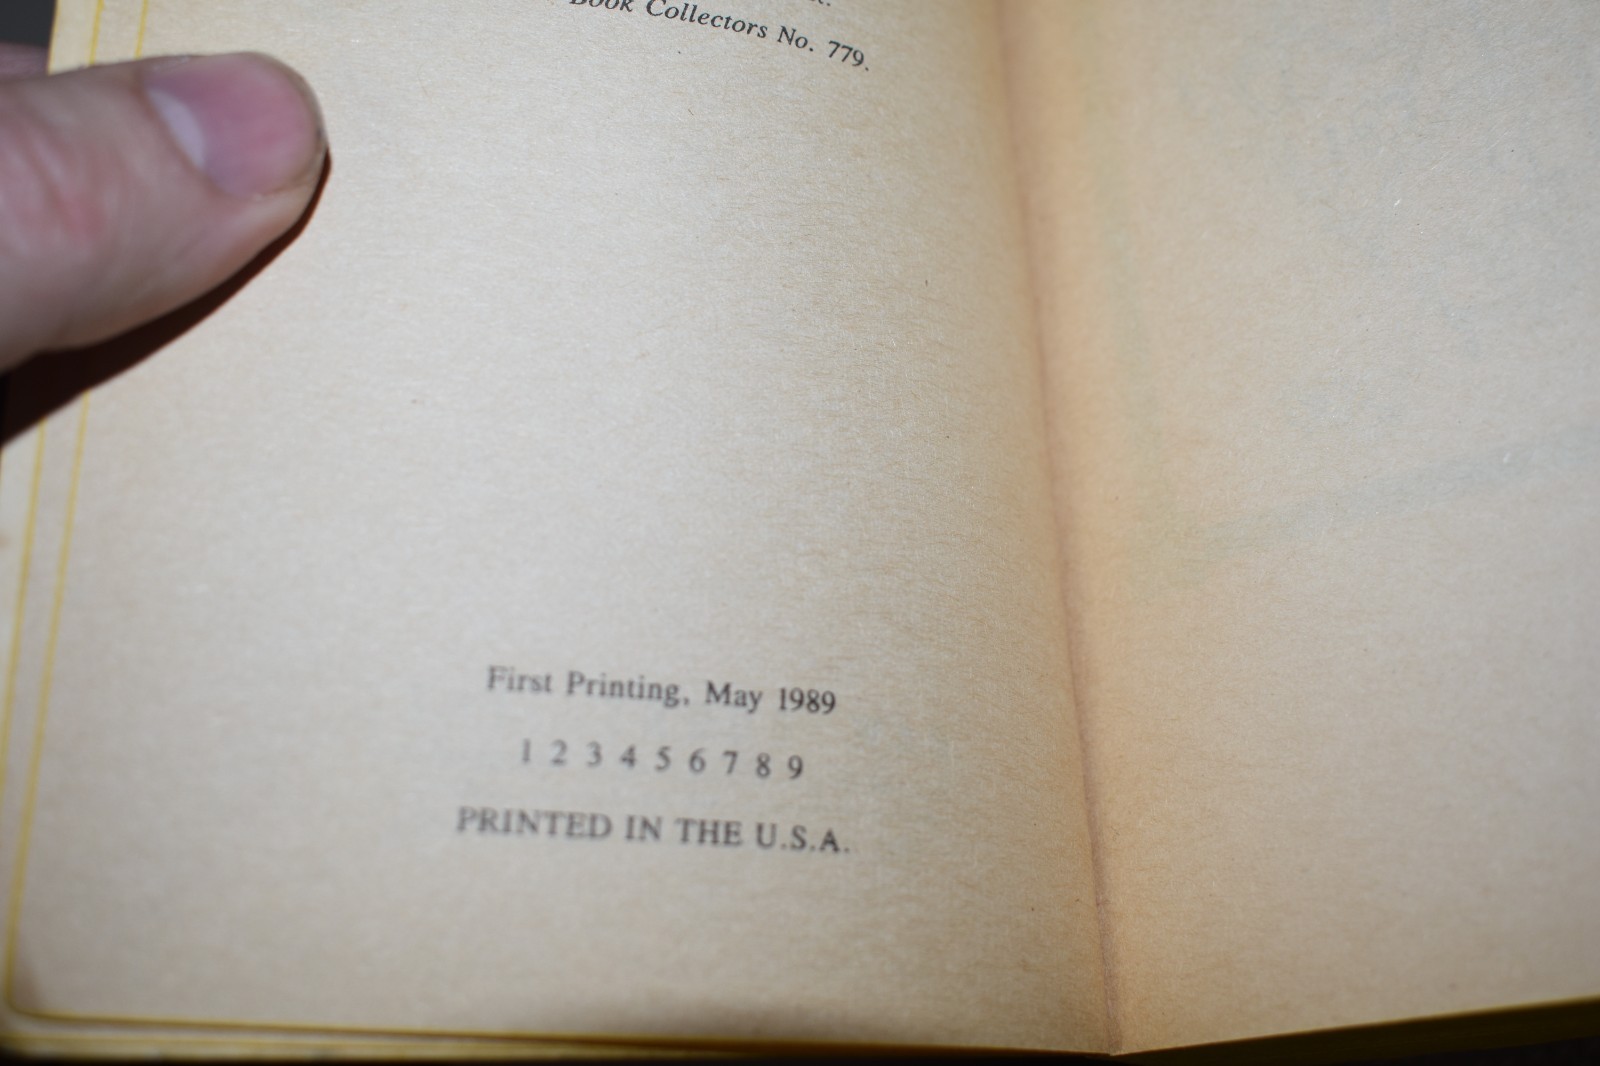 Book Collectors No. 779.
First Printing, May 1989
1 2 3 4 5 6 7 8 9
PRINTED IN THE U.S.A.